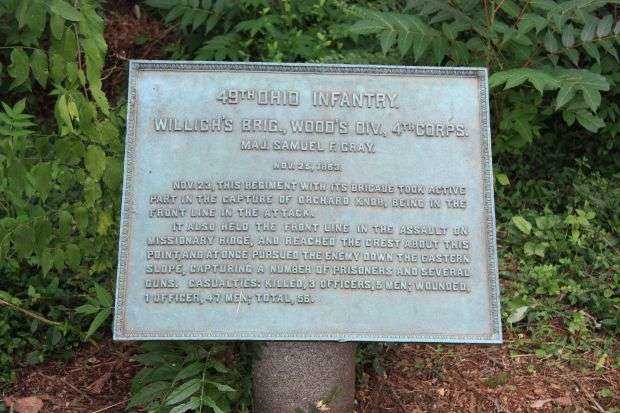 49TH OHIO INFANTRY.
WILLICH'S BRIG., WOOD'S DIV., 4TH CORPS.
MAJ. SAMUEL F. GRAY.
NOV. 25, 1863.
NOV. 23, THIS REGIMENT WITH ITS BRIGADE TOOK ACTIVE
PART IN THE CAPTURE OF ORCHARD KNOB, BEING IN THE
FRONT LINE IN THE ATTACK.
IT ALSO HELD THE FRONT LINE IN THE ASSAULT ON
MISSIONARY RIDGE, AND REACHED THE CREST ABOUT THIS
POINT, AND AT ONCE PURSUED THE ENEMY DOWN THE EASTERN
SLOPE, CAPTURING A NUMBER OF PRISONERS AND SEVERAL
GUNS. CASUALTIES: KILLED, 3 OFFICERS, 5 MEN; WOUNDED,
1 OFFICER, 47 MEN; TOTAL, 56.